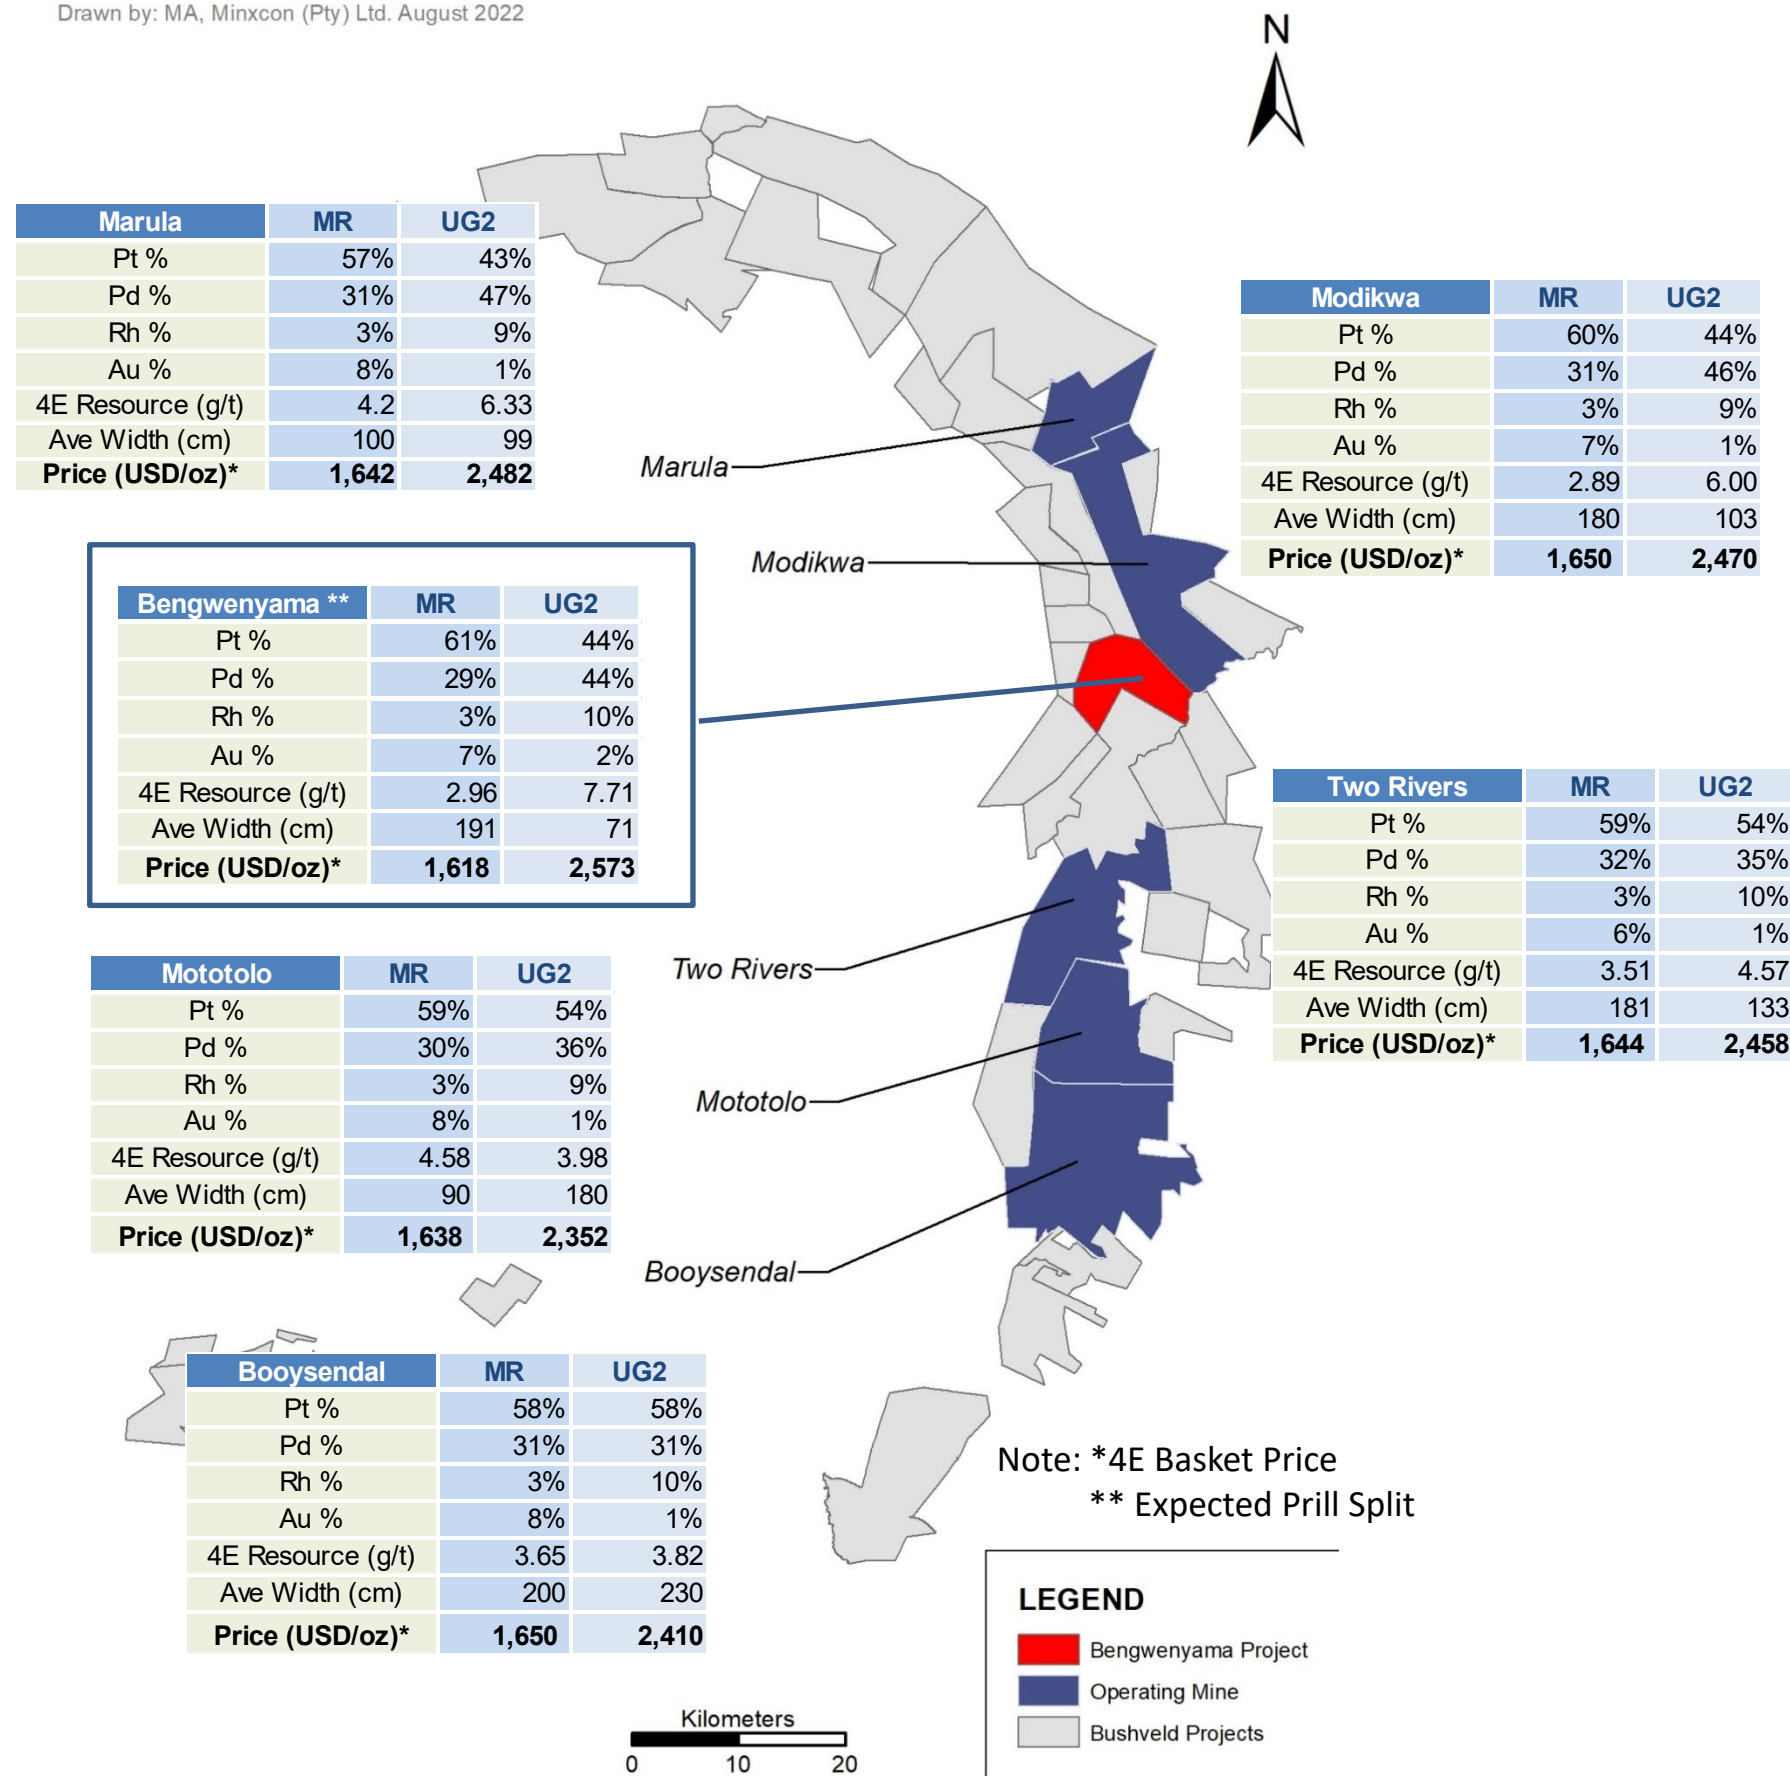 Drawn by: MA, Minxcon (Pty) Ltd. August 2022
N
Marula MR UG2
Pt % 57% 43%
Pd % 31% 47%
Rh % 3% 9%
Au % 8% 1%
4E Resource (g/t) 4.2 6.33
Ave Width (cm) 100 99
Price (USD/oz)* 1,642 2,482
Modikwa MR UG2
Pt % 60% 44%
Pd % 31% 46%
Rh % 3% 9%
Au % 7% 1%
4E Resource (g/t) 2.89 6.00
Ave Width (cm) 180 103
Price (USD/oz)* 1,650 2,470
Marula
Modikwa
Bengwenyama ** MR UG2
Pt % 61% 44%
Pd % 29% 44%
Rh % 3% 10%
Au % 7% 2%
4E Resource (g/t) 2.96 7.71
Ave Width (cm) 191 71
Price (USD/oz)* 1,618 2,573
Two Rivers MR UG2
Pt % 59% 54%
Pd % 32% 35%
Rh % 3% 10%
Au % 6% 1%
4E Resource (g/t) 3.51 4.57
Ave Width (cm) 181 133
Price (USD/oz)* 1,644 2,458
Two Rivers
Mototolo MR UG2
Pt % 59% 54%
Pd % 30% 36%
Rh % 3% 9%
Au % 8% 1%
4E Resource (g/t) 4.58 3.98
Ave Width (cm) 90 180
Price (USD/oz)* 1,638 2,352
Mototolo
Booysendal
Booysendal MR UG2
Pt % 58% 58%
Pd % 31% 31%
Rh % 3% 10%
Au % 8% 1%
4E Resource (g/t) 3.65 3.82
Ave Width (cm) 200 230
Price (USD/oz)* 1,650 2,410
Note: *4E Basket Price
** Expected Prill Split
LEGEND
Bengwenyama Project
Operating Mine
Bushveld Projects
Kilometers
0 10 20